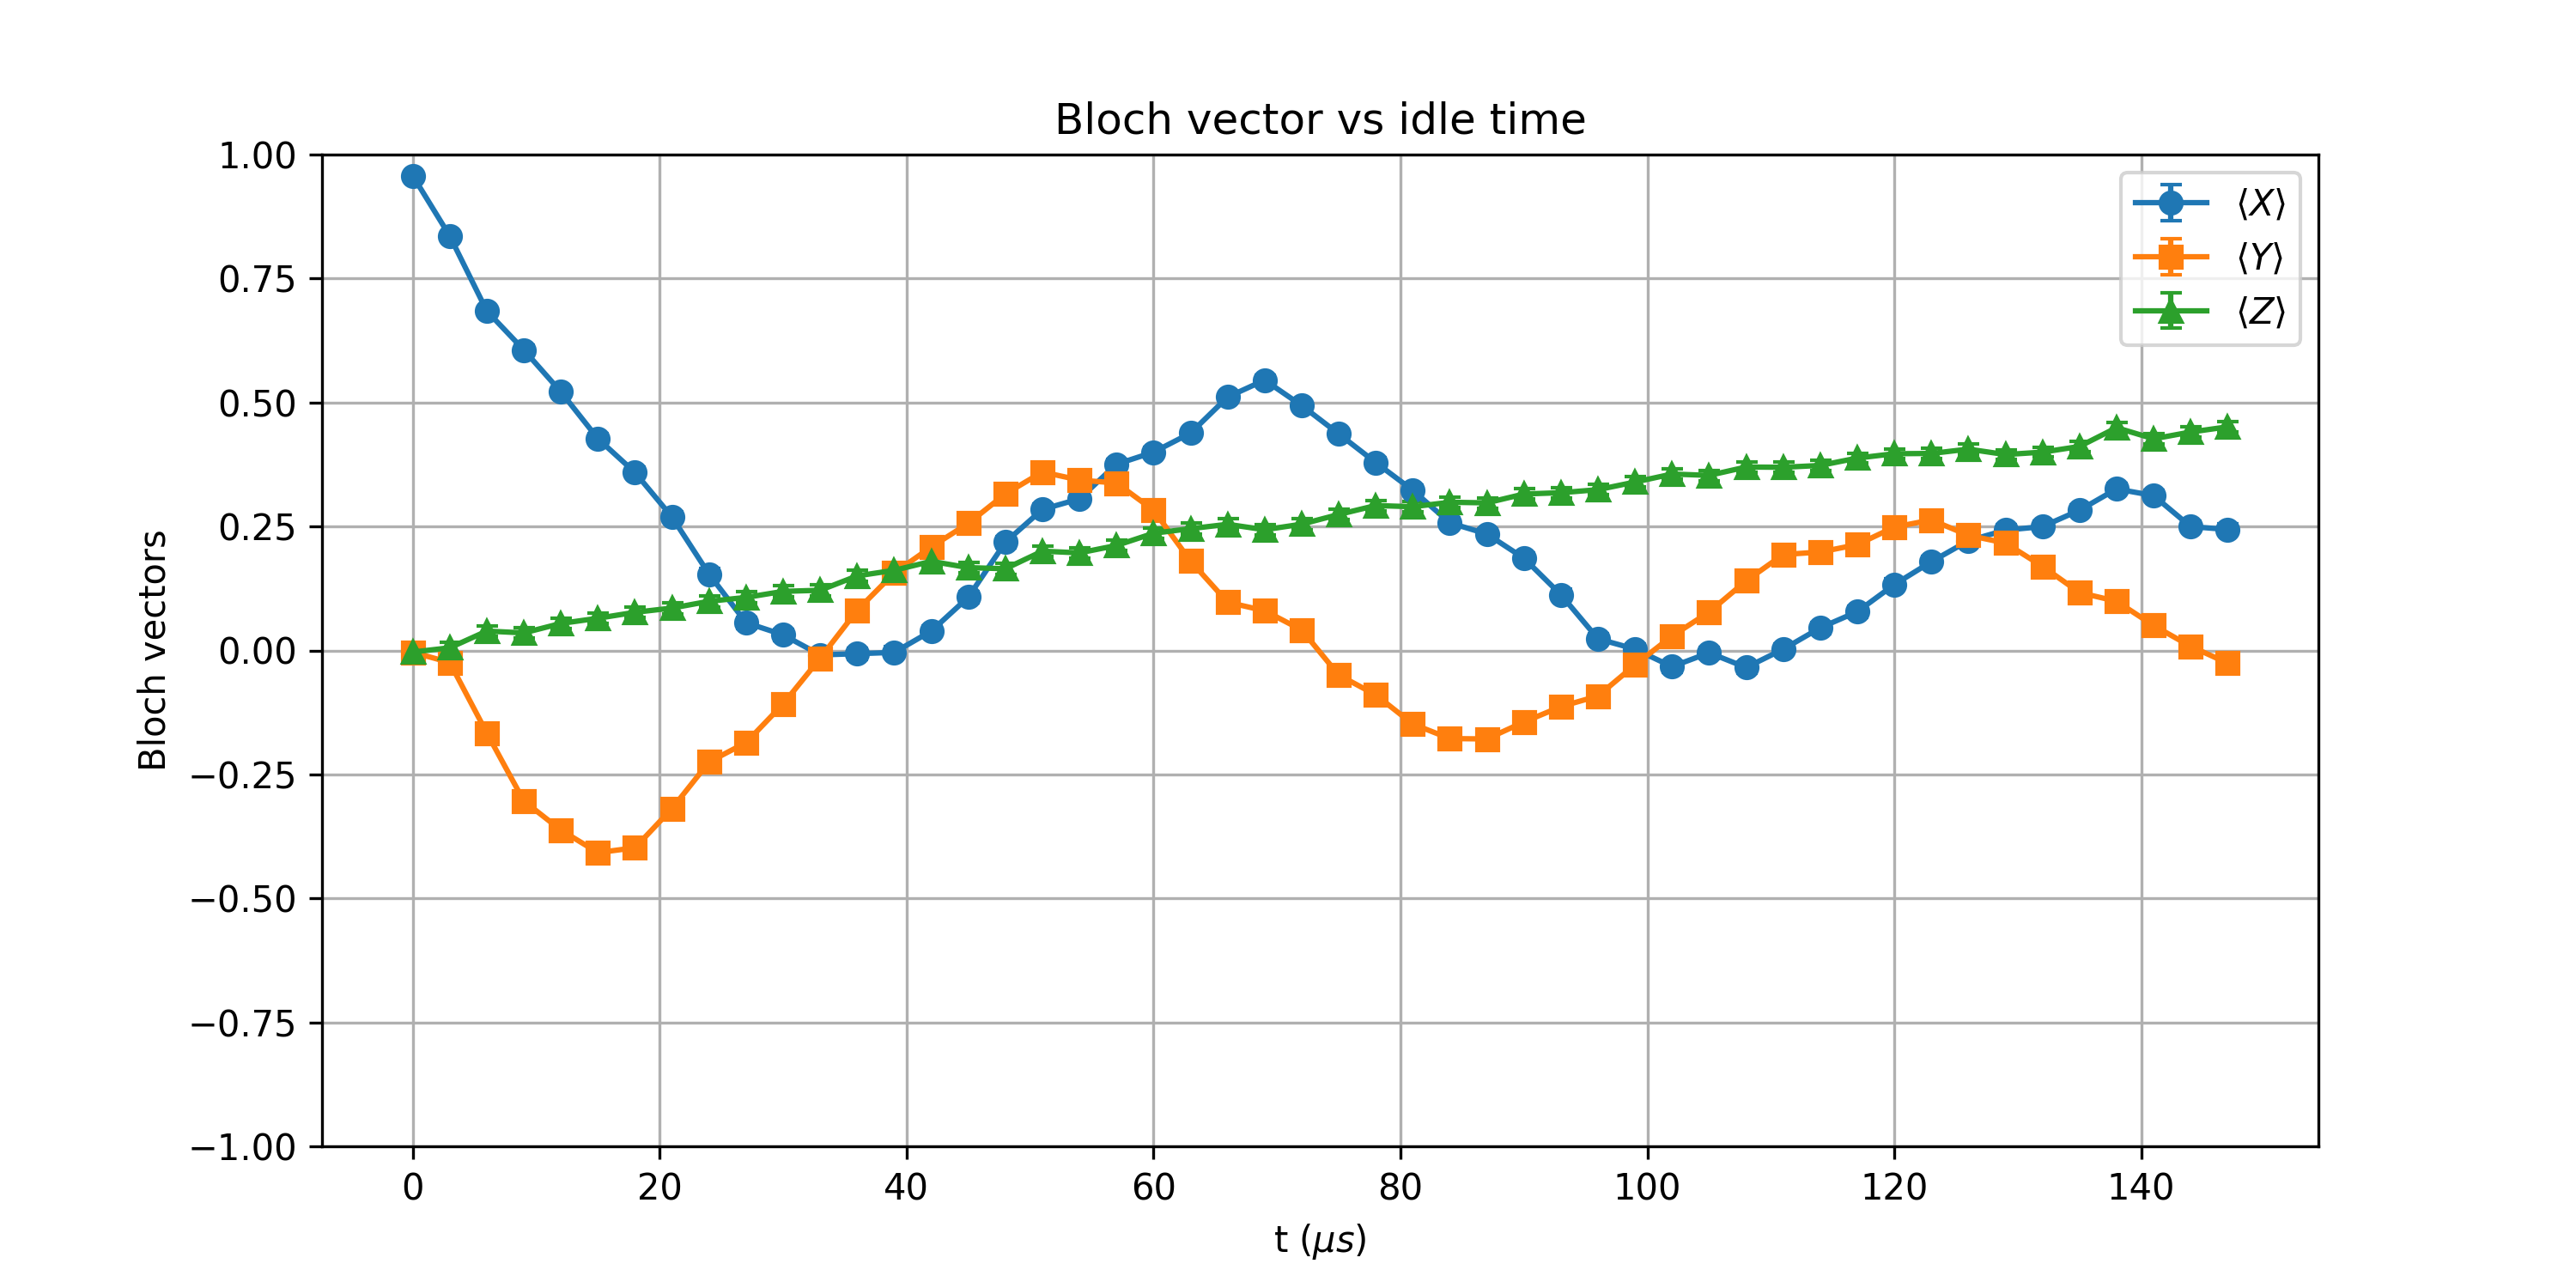 Bloch vector vs idle time
1.00
0.75
0.50
0.25
0.00
−0.25
−0.50
−0.75
−1.00
Bloch vectors
0 20 40 60 80 100 120 140
t (μs)
⟨X⟩
⟨Y⟩
⟨Z⟩